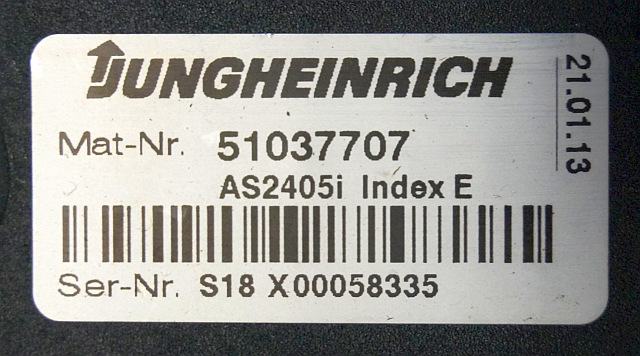 JUNGHEINRICH
21.01.13
Mat-Nr. 51037707
AS2405i Index E
Ser-Nr. S18 X00058335